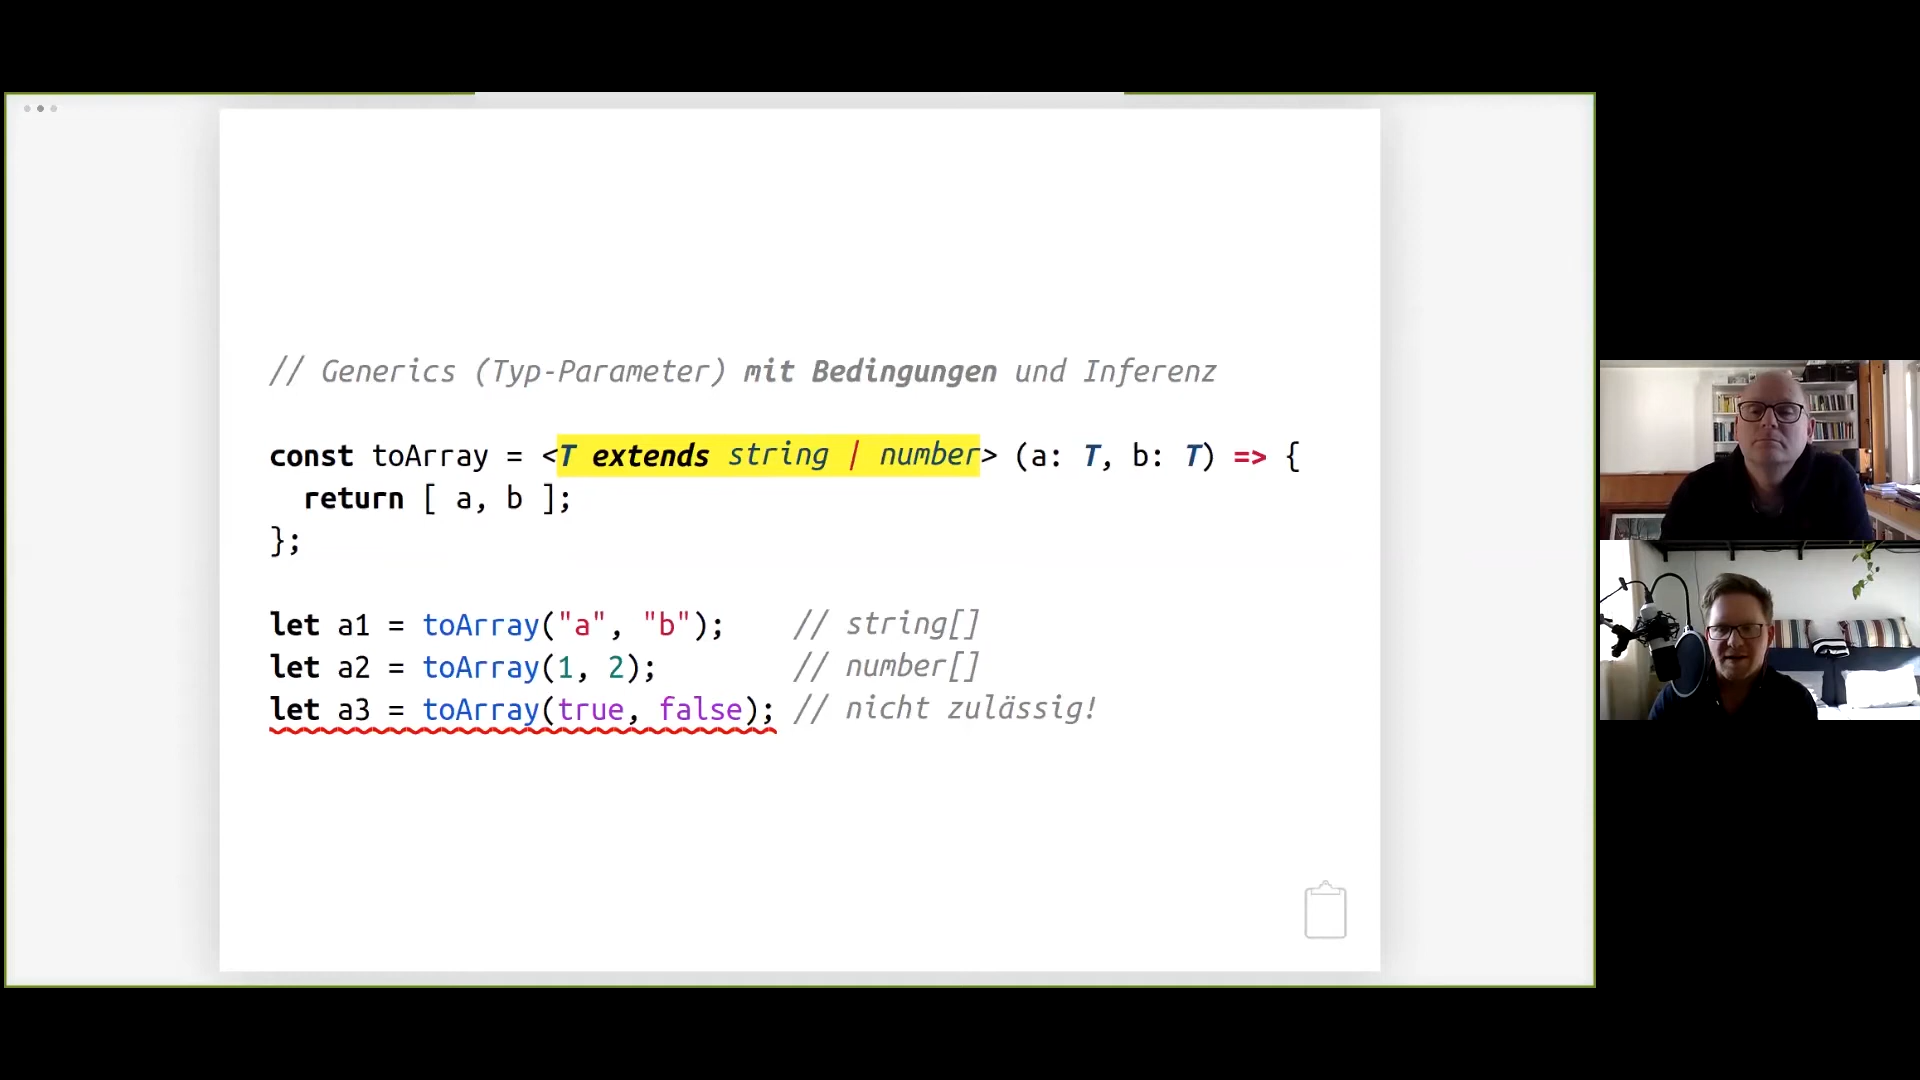 // Generics (Typ-Parameter) mit Bedingungen und Inferenz
const toArray = <T extends string | number> (a: T, b: T) => {
return [ a, b ];
};
let a1 = toArray("a", "b"); // string[]
let a2 = toArray(1, 2); // number[]
let a3 = toArray(true, false); // nicht zulässig!